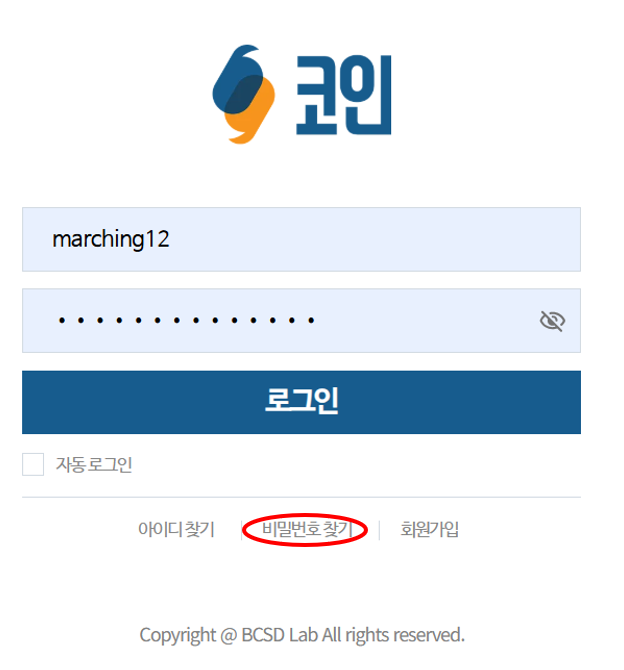 코인
marching12
로그인
자동 로그인
아이디 찾기 비밀번호 찾기 회원가입
Copyright @ BCSD Lab All rights reserved.